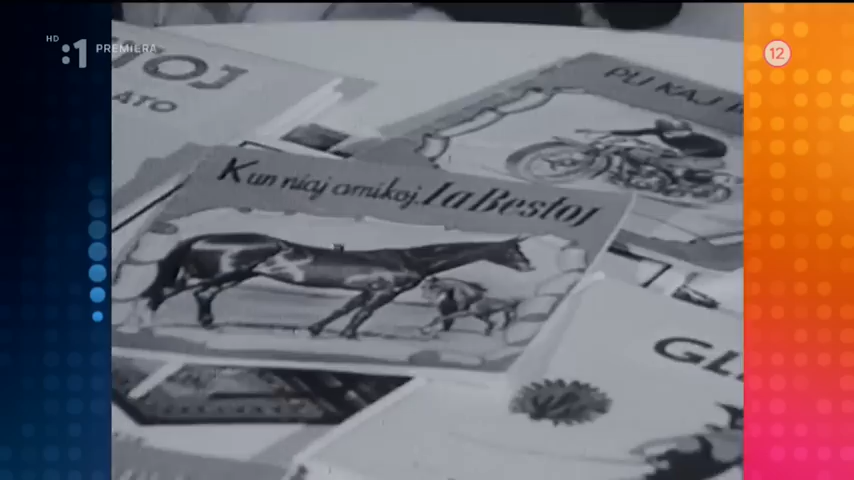 HD :1 PREMIÉRA
12
OJ
ATO
PLI KAJ
Kun niaj amikoj, la Bestoj
GL